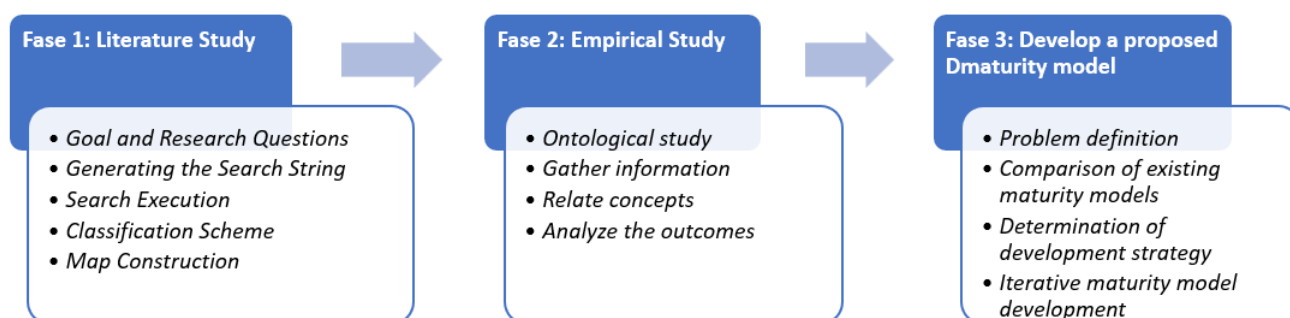 Fase 1: Literature Study
• Goal and Research Questions
• Generating the Search String
• Search Execution
• Classification Scheme
• Map Construction
Fase 2: Empirical Study
• Ontological study
• Gather information
• Relate concepts
• Analyze the outcomes
Fase 3: Develop a proposed
Dmaturity model
• Problem definition
• Comparison of existing
maturity models
• Determination of
development strategy
• Iterative maturity model
development